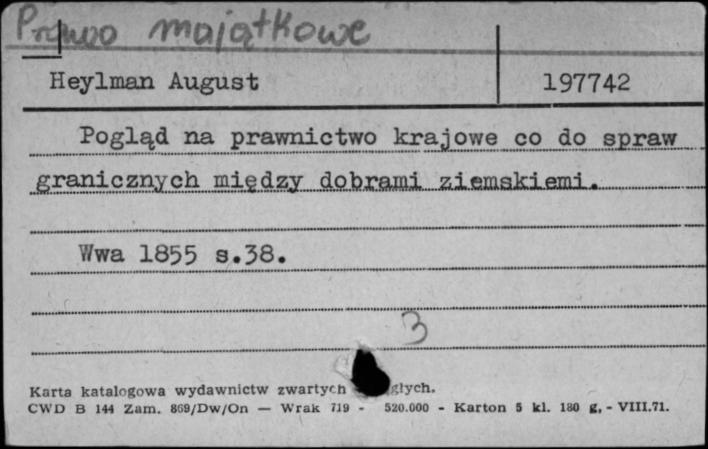 Prawo majątkowe
Heylman August 197742
Pogląd na prawnictwo krajowe co do spraw
granicznych między dobrami ziemskiemi.
Wwa 1855 s.38.
3
Karta katalogowa wydawnictw zwartych głych.
CWD B 144 Zam. 869/Dw/On — Wrak 719 - 520.000 - Karton 5 kl. 180 g. - VIII.71.